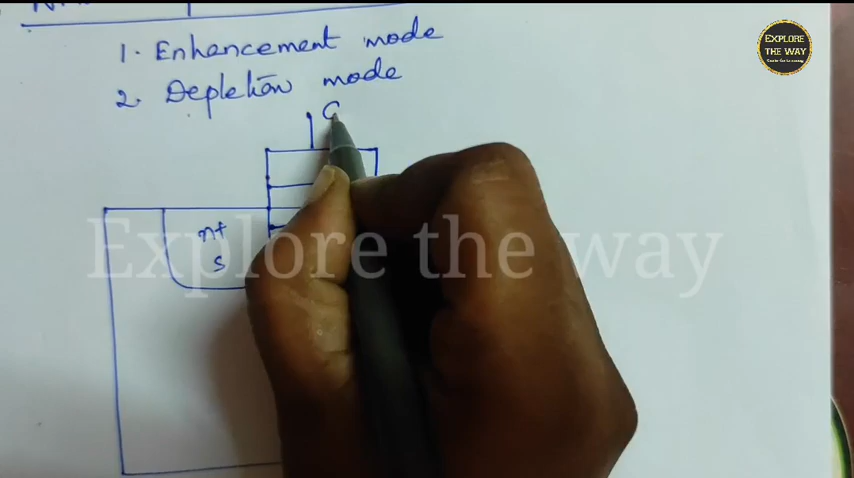 1. Enhancement mode
2. Depletion mode
G
EXPLORE
THE WAY
n+
s
Explore the way